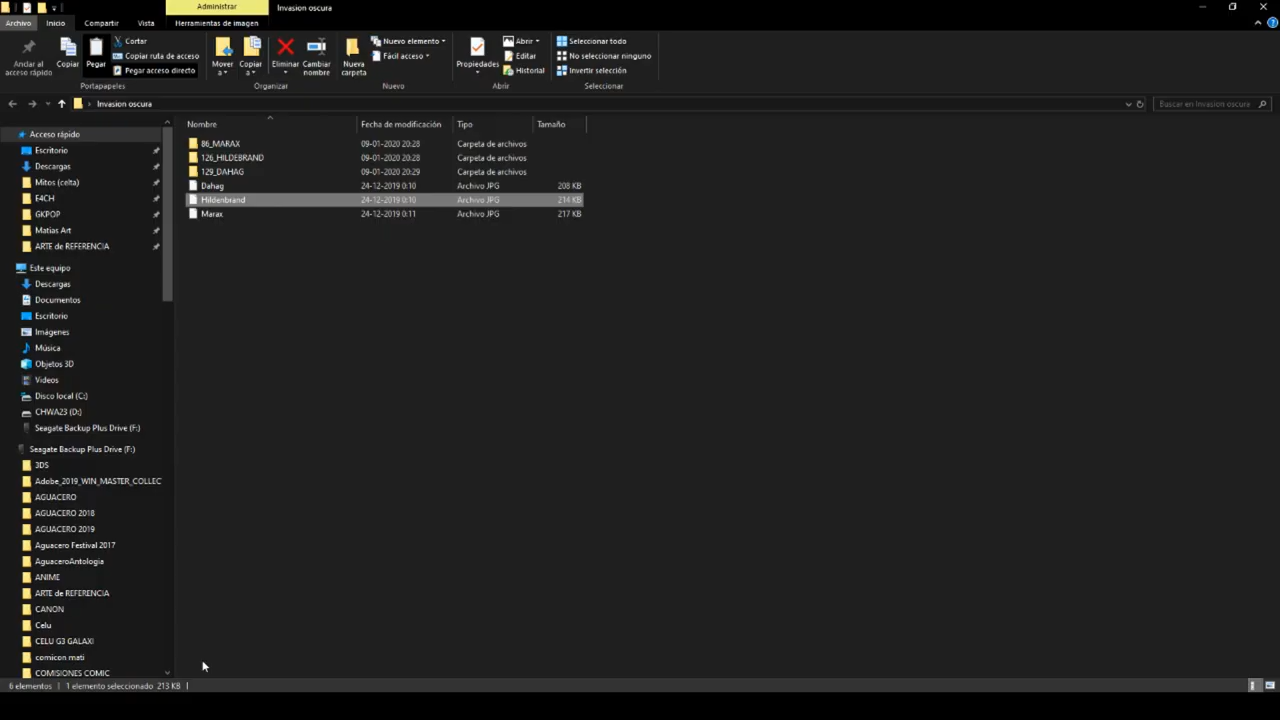 Administrar
Invasion oscura
Archivo
Inicio
Compartir
Vista
Herramientas de imagen
Andar al acceso rápido
Copiar
Pegar
Cortar
Copiar ruta de acceso
Pegar acceso directo
Portapapeles
Mover a
Copiar a
Eliminar
Cambiar nombre
Organizar
Nueva carpeta
Nuevo elemento
Fácil acceso
Nuevo
Propiedades
Abrir
Editar
Historial
Abrir
Seleccionar todo
No seleccionar ninguno
Invertir selección
Seleccionar
Invasion oscura
Buscar en Invasion oscura
Nombre Fecha de modificación Tipo Tamaño
86_MARAX 09-01-2020 20:28 Carpeta de archivos
126_HILDEBRAND 09-01-2020 20:28 Carpeta de archivos
129_DAHAG 09-01-2020 20:29 Carpeta de archivos
Dahag 24-12-2019 0:10 Archivo JPG 208 KB
Hildenbrand 24-12-2019 0:10 Archivo JPG 214 KB
Marax 24-12-2019 0:11 Archivo JPG 217 KB
Acceso rápido
Escritorio
Descargas
Mitos (celta)
E4CH
GKPOP
Matias Art
ARTE de REFERENCIA
Este equipo
Descargas
Documentos
Escritorio
Imágenes
Música
Objetos 3D
Videos
Disco local (C:)
CHWA23 (D:)
Seagate Backup Plus Drive (F:)
Seagate Backup Plus Drive (F:)
3DS
Adobe_2019_WIN_MASTER_COLLEC
AGUACERO
AGUACERO 2018
AGUACERO 2019
Aguacero Festival 2017
AguaceroAntologia
ANIME
ARTE de REFERENCIA
CANON
Celu
CELU G3 GALAXI
comicon mati
COMISIONES COMIC
6 elementos
1 elemento seleccionado 213 KB